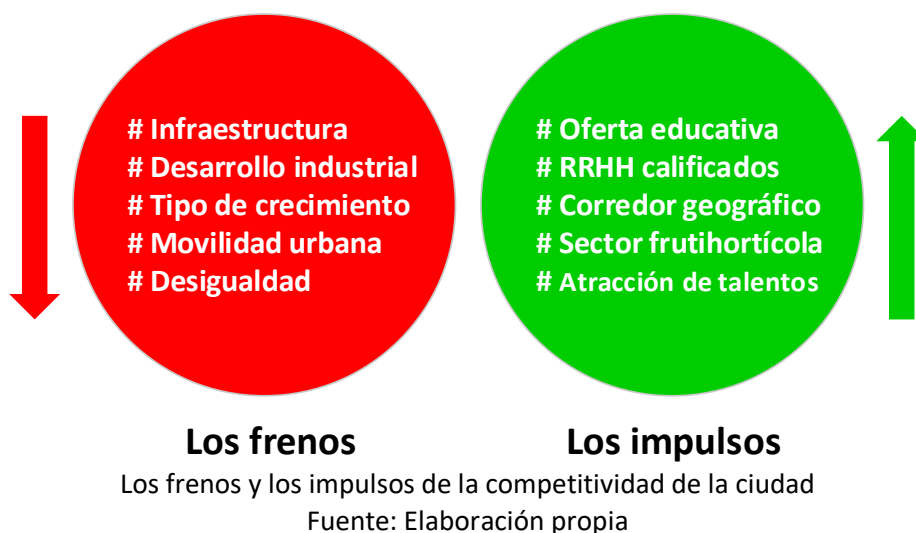 # Infraestructura
# Desarrollo industrial
# Tipo de crecimiento
# Movilidad urbana
# Desigualdad
# Oferta educativa
# RRHH calificados
# Corredor geográfico
# Sector frutihortícola
# Atracción de talentos
Los frenos
Los impulsos
Los frenos y los impulsos de la competitividad de la ciudad
Fuente: Elaboración propia